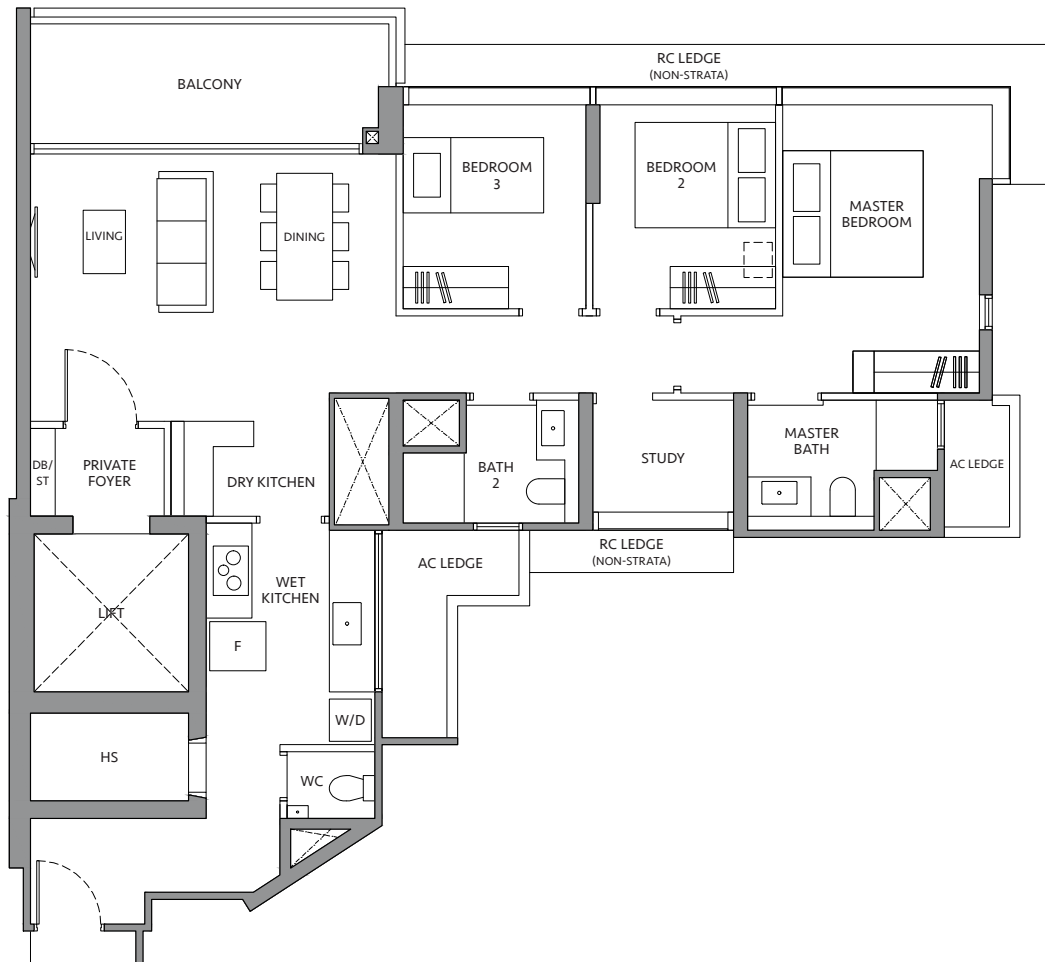 RC LEDGE
(NON-STRATA)
BALCONY
BEDROOM
3
BEDROOM
2
MASTER
BEDROOM
LIVING
DINING
DB/
ST
PRIVATE
FOYER
DRY KITCHEN
BATH
2
STUDY
MASTER
BATH
AC LEDGE
LIFT
WET
KITCHEN
AC LEDGE
RC LEDGE
(NON-STRATA)
F
W/D
HS
WC